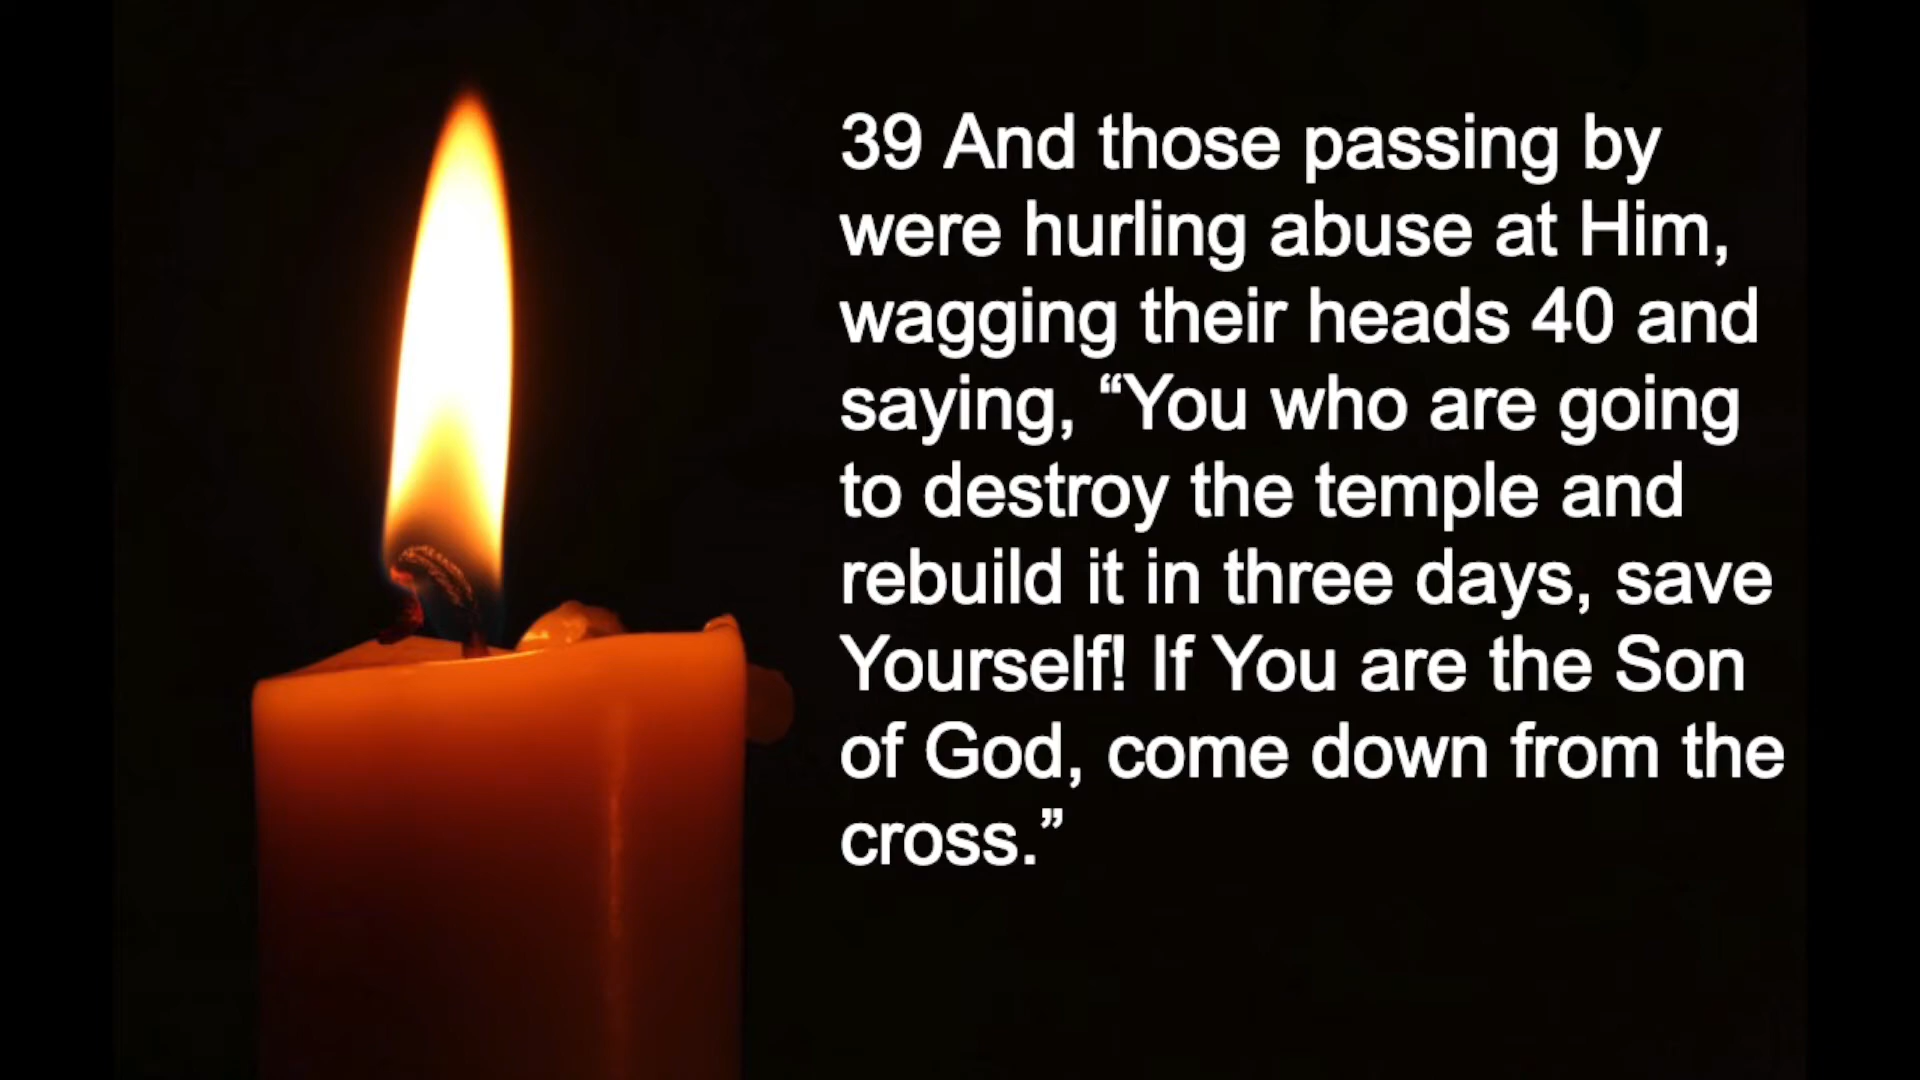 39 And those passing by
were hurling abuse at Him,
wagging their heads 40 and
saying, “You who are going
to destroy the temple and
rebuild it in three days, save
Yourself! If You are the Son
of God, come down from the
cross.”